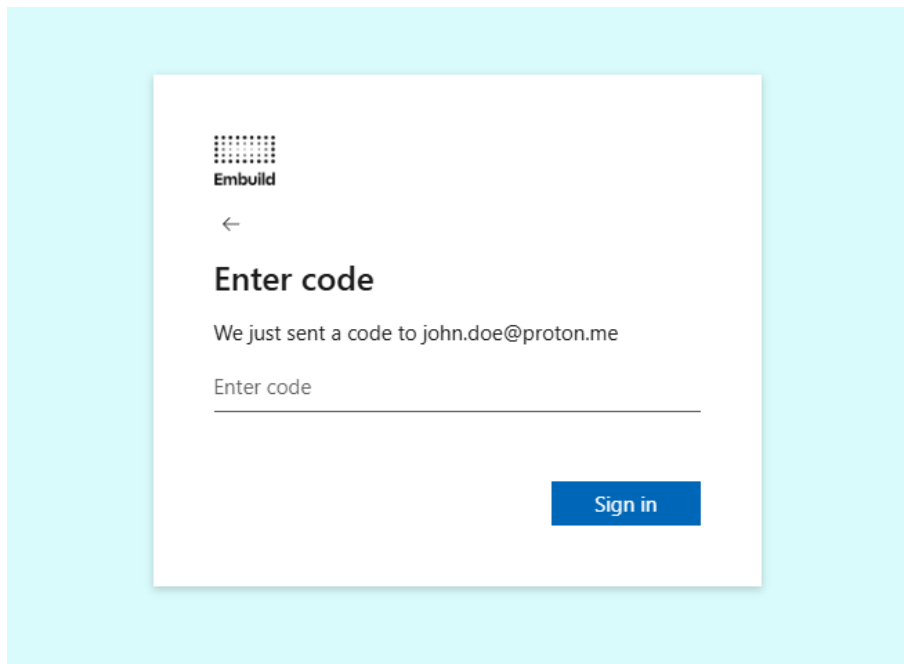 Embuild
Enter code
We just sent a code to john.doe@proton.me
Enter code
Sign in